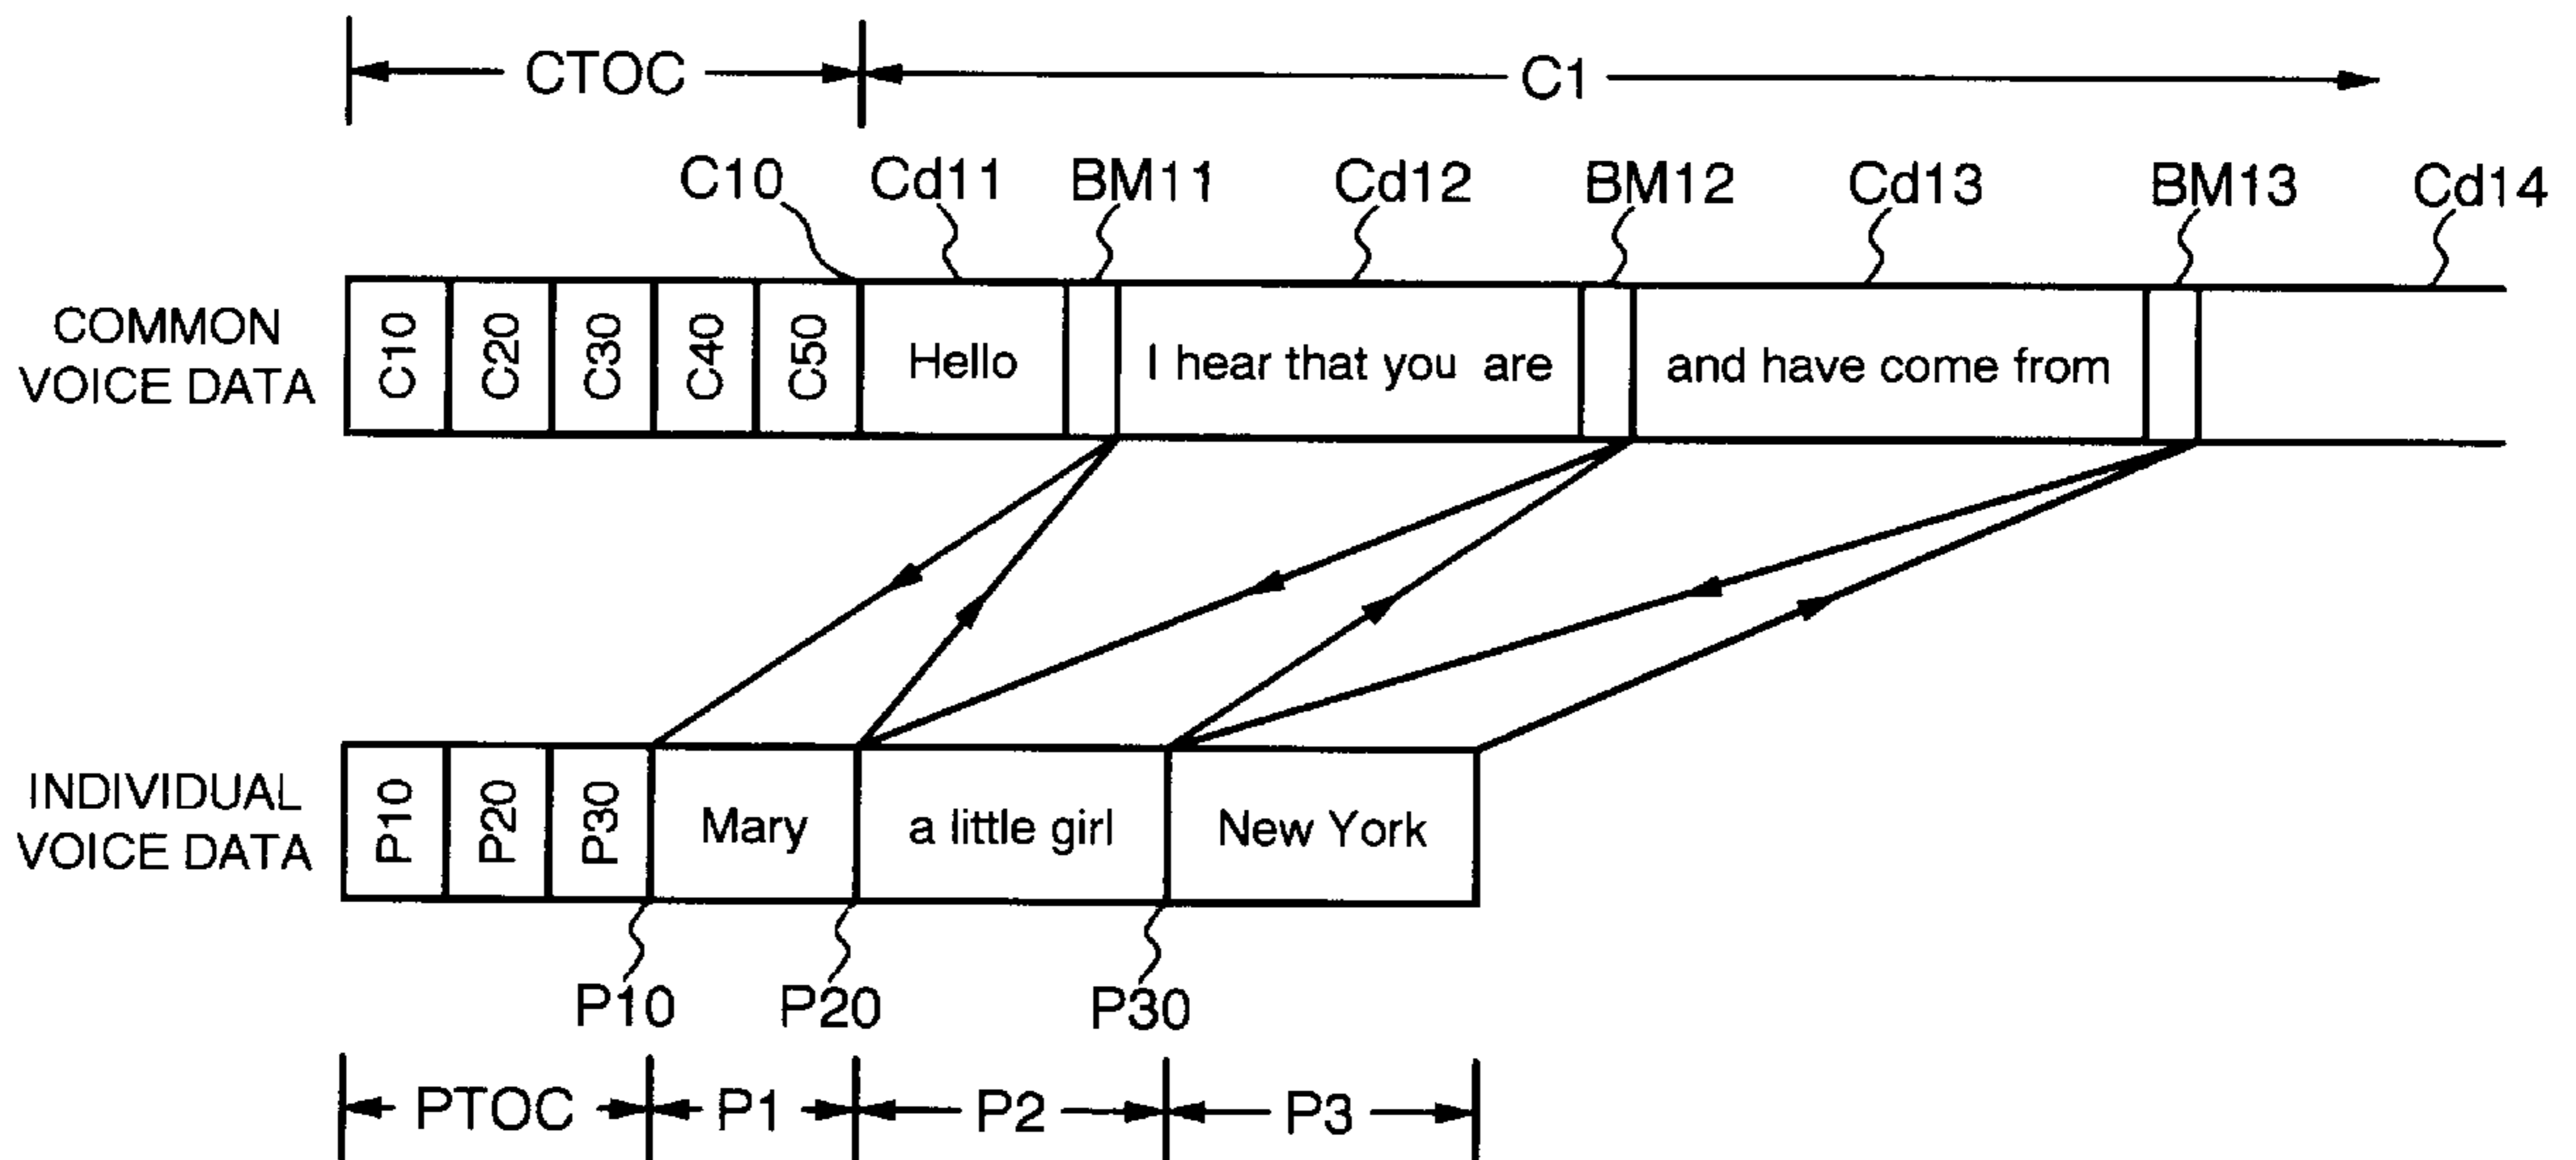 CTOC C1
C10 Cd11 BM11 Cd12 BM12 Cd13 BM13 Cd14
COMMON
VOICE DATA
C10 C20 C30 C40 C50 Hello I hear that you are and have come from
INDIVIDUAL
VOICE DATA
P10 P20 P30 Mary a little girl New York
P10 P20 P30
PTOC P1 P2 P3